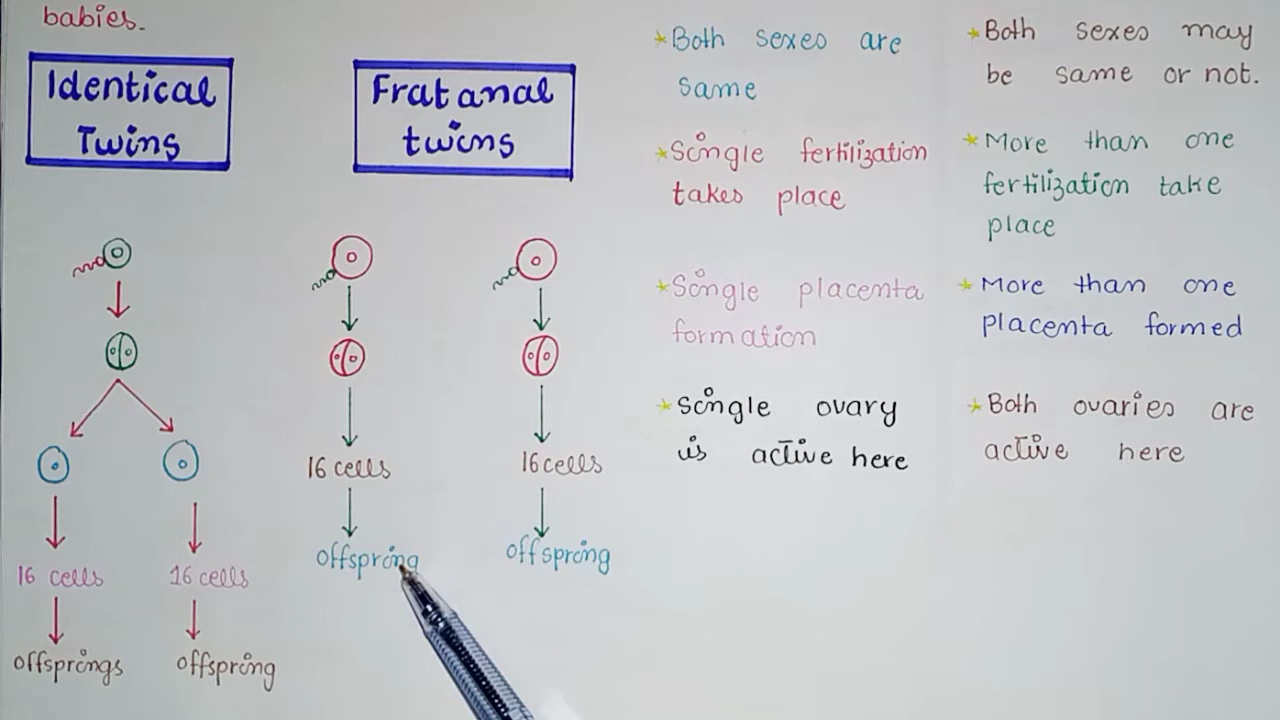 babies.
Identical
Twins
Fratanal
twins
16 cells
16 cells
offspring
offspring
16 cells
16 cells
offsprings
offspring
*Both sexes are
same
*Single fertilization
takes place
*Single placenta
formation
*Single ovary
is active here
*Both sexes may
be same or not.
*More than one
fertilization take
place
*More than one
placenta formed
*Both ovaries are
active here